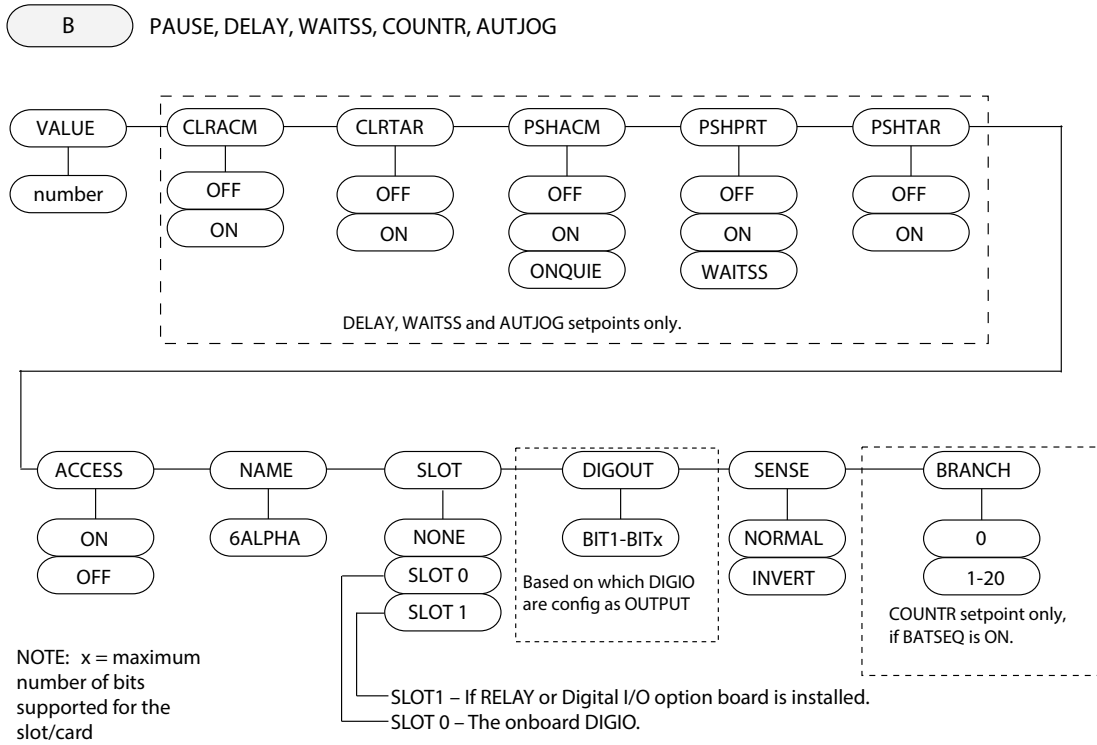 B PAUSE, DELAY, WAITSS, COUNTR, AUTJOG
VALUE CLRACM CLRTAR PSHACM PSHPRT PSHTAR
number OFF OFF OFF OFF OFF
ON ON ON ON ON
ONQUIE WAITSS
DELAY, WAITSS and AUTJOG setpoints only.
ACCESS NAME SLOT DIGOUT SENSE BRANCH
ON 6ALPHA NONE BIT1-BITx NORMAL 0
OFF SLOT 0 INVERT 1-20
SLOT 1
Based on which DIGIO
are config as OUTPUT
COUNTR setpoint only,
if BATSEQ is ON.
NOTE: x = maximum
number of bits
supported for the
slot/card
SLOT1 – If RELAY or Digital I/O option board is installed.
SLOT 0 – The onboard DIGIO.